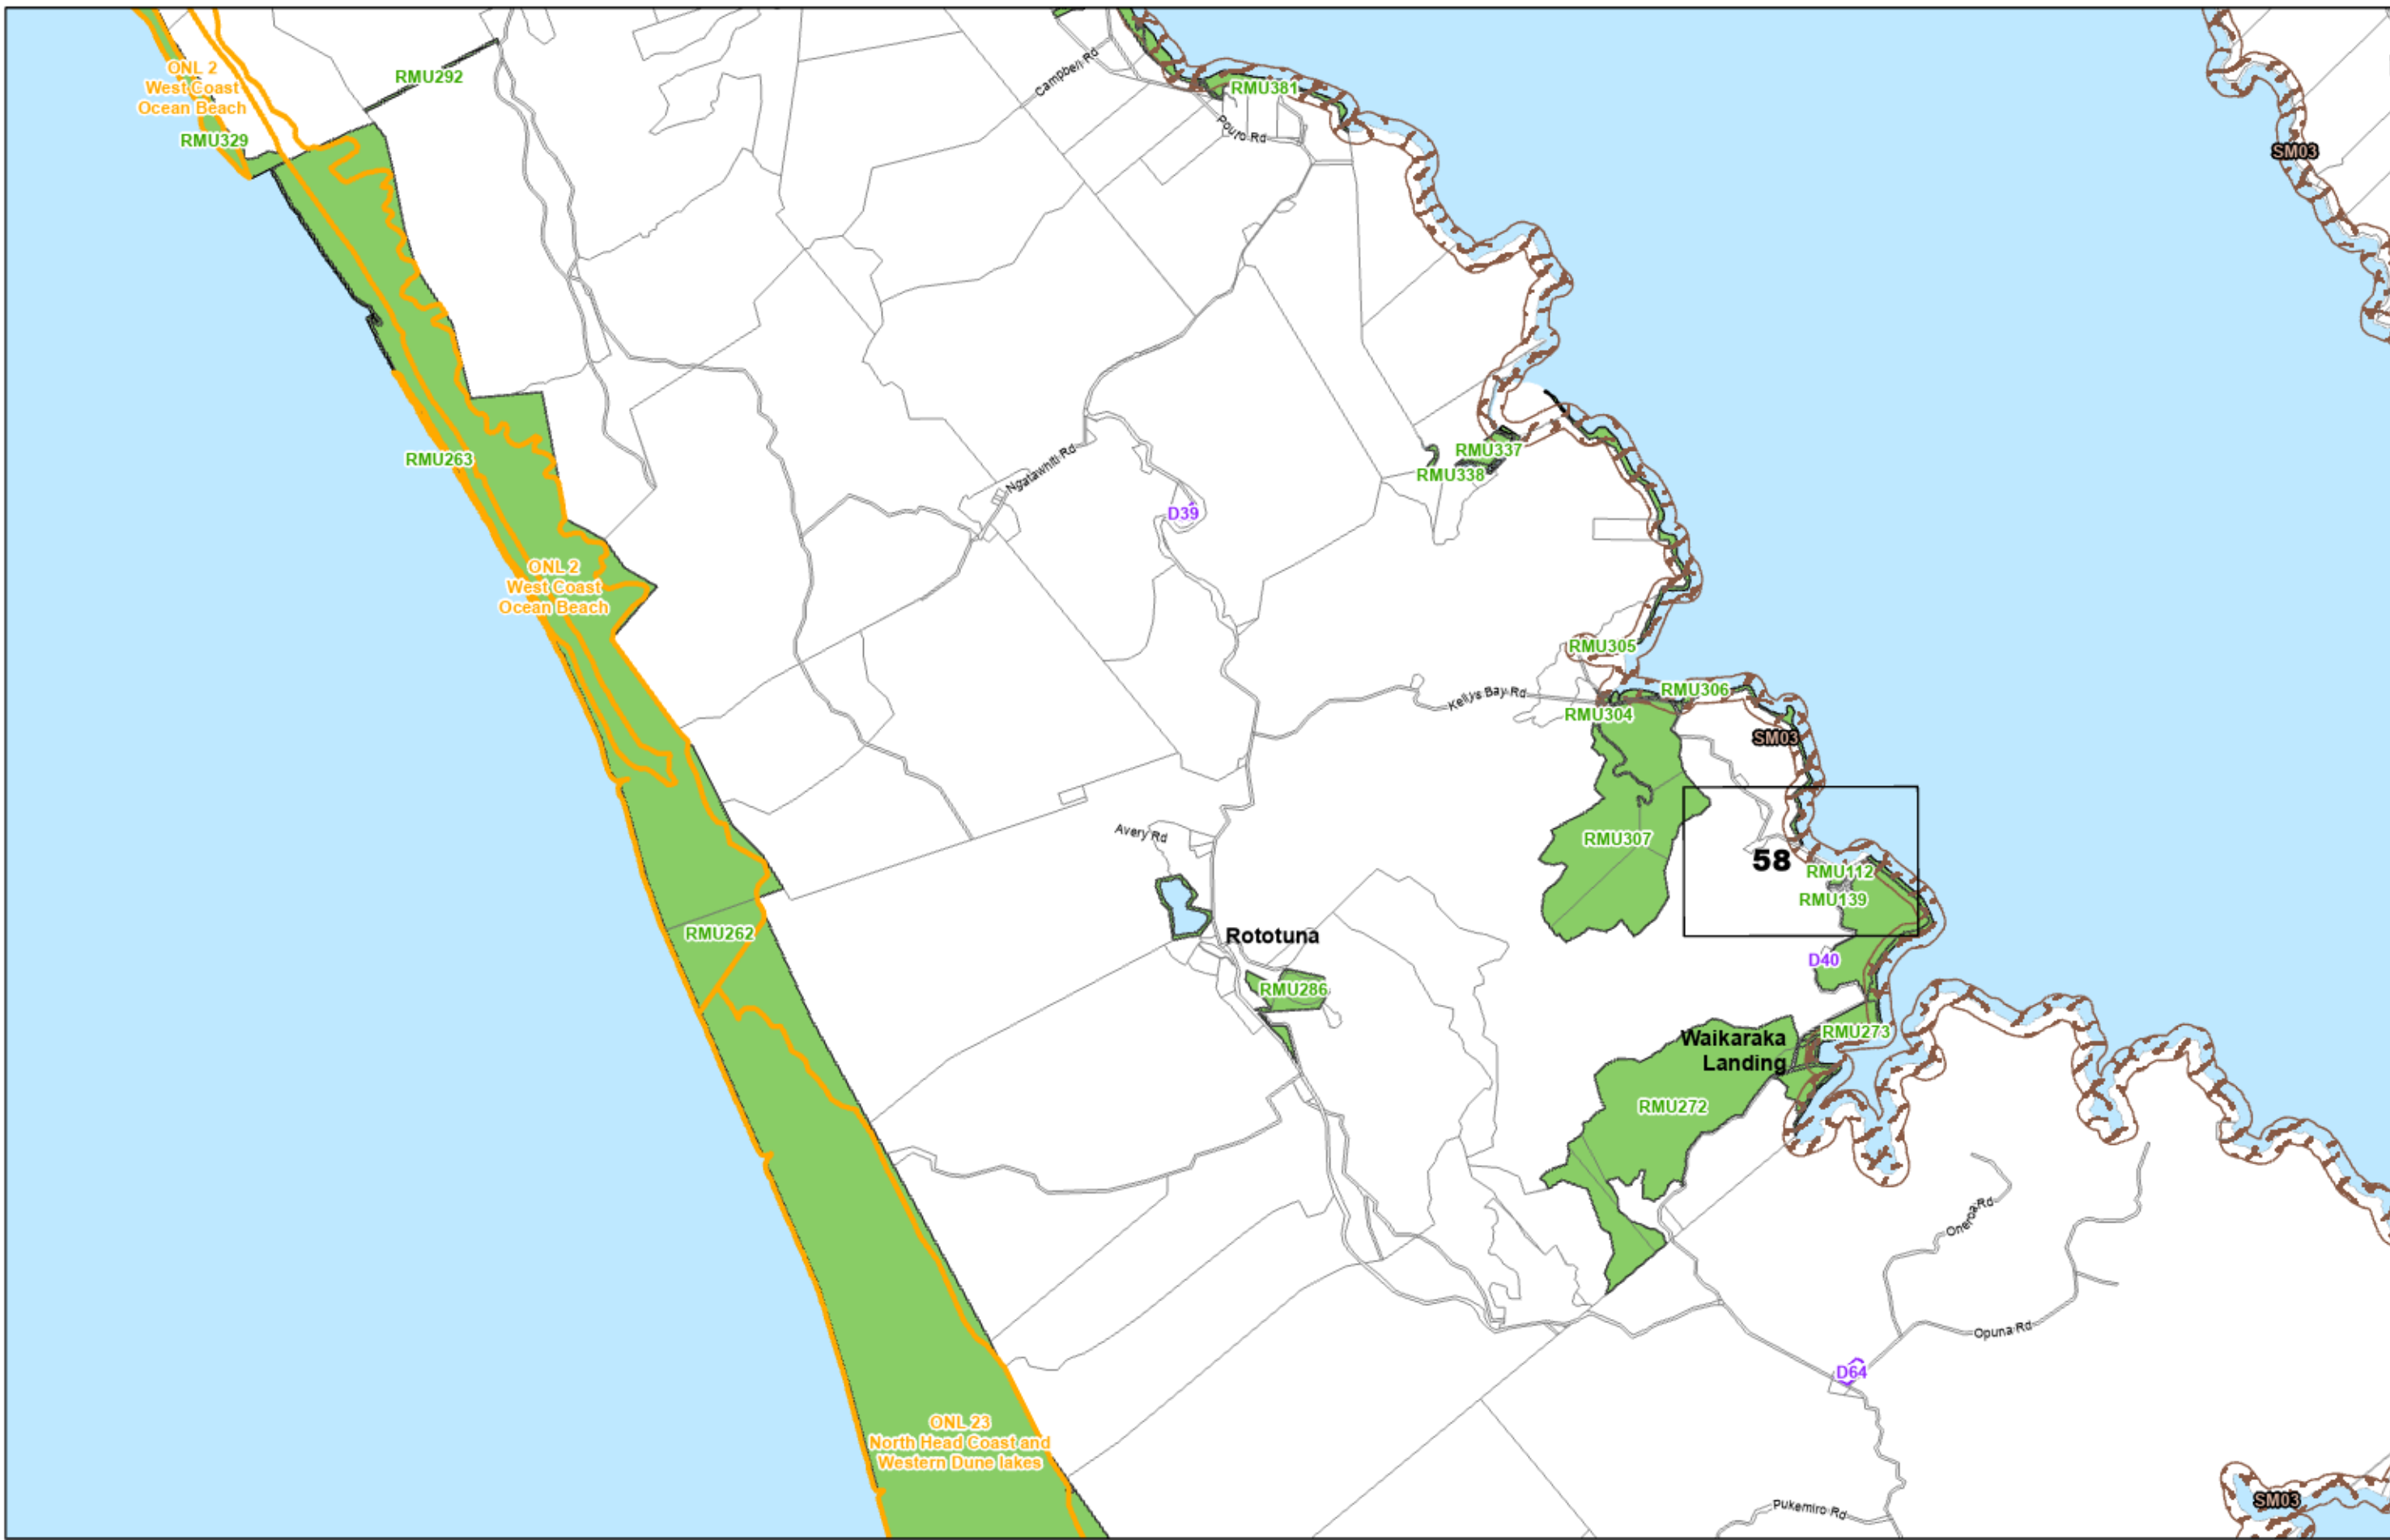 ONL 2
West Coast
Ocean Beach
RMU292
RMU329
Campbell Rd
RMU381
Pouto Rd
SM03
RMU263
Ngatawhiti Rd
D39
RMU337
RMU338
ONL 2
West Coast
Ocean Beach
RMU305
Kellys Bay Rd
RMU306
RMU304
SM03
Avery Rd
RMU307
58
RMU112
RMU139
RMU262
Rototuna
D40
RMU286
Waikaraka
Landing
RMU273
RMU272
Oneroa Rd
Opuna Rd
D64
ONL 23
North Head Coast and
Western Dune lakes
Pukemiro Rd
SM03